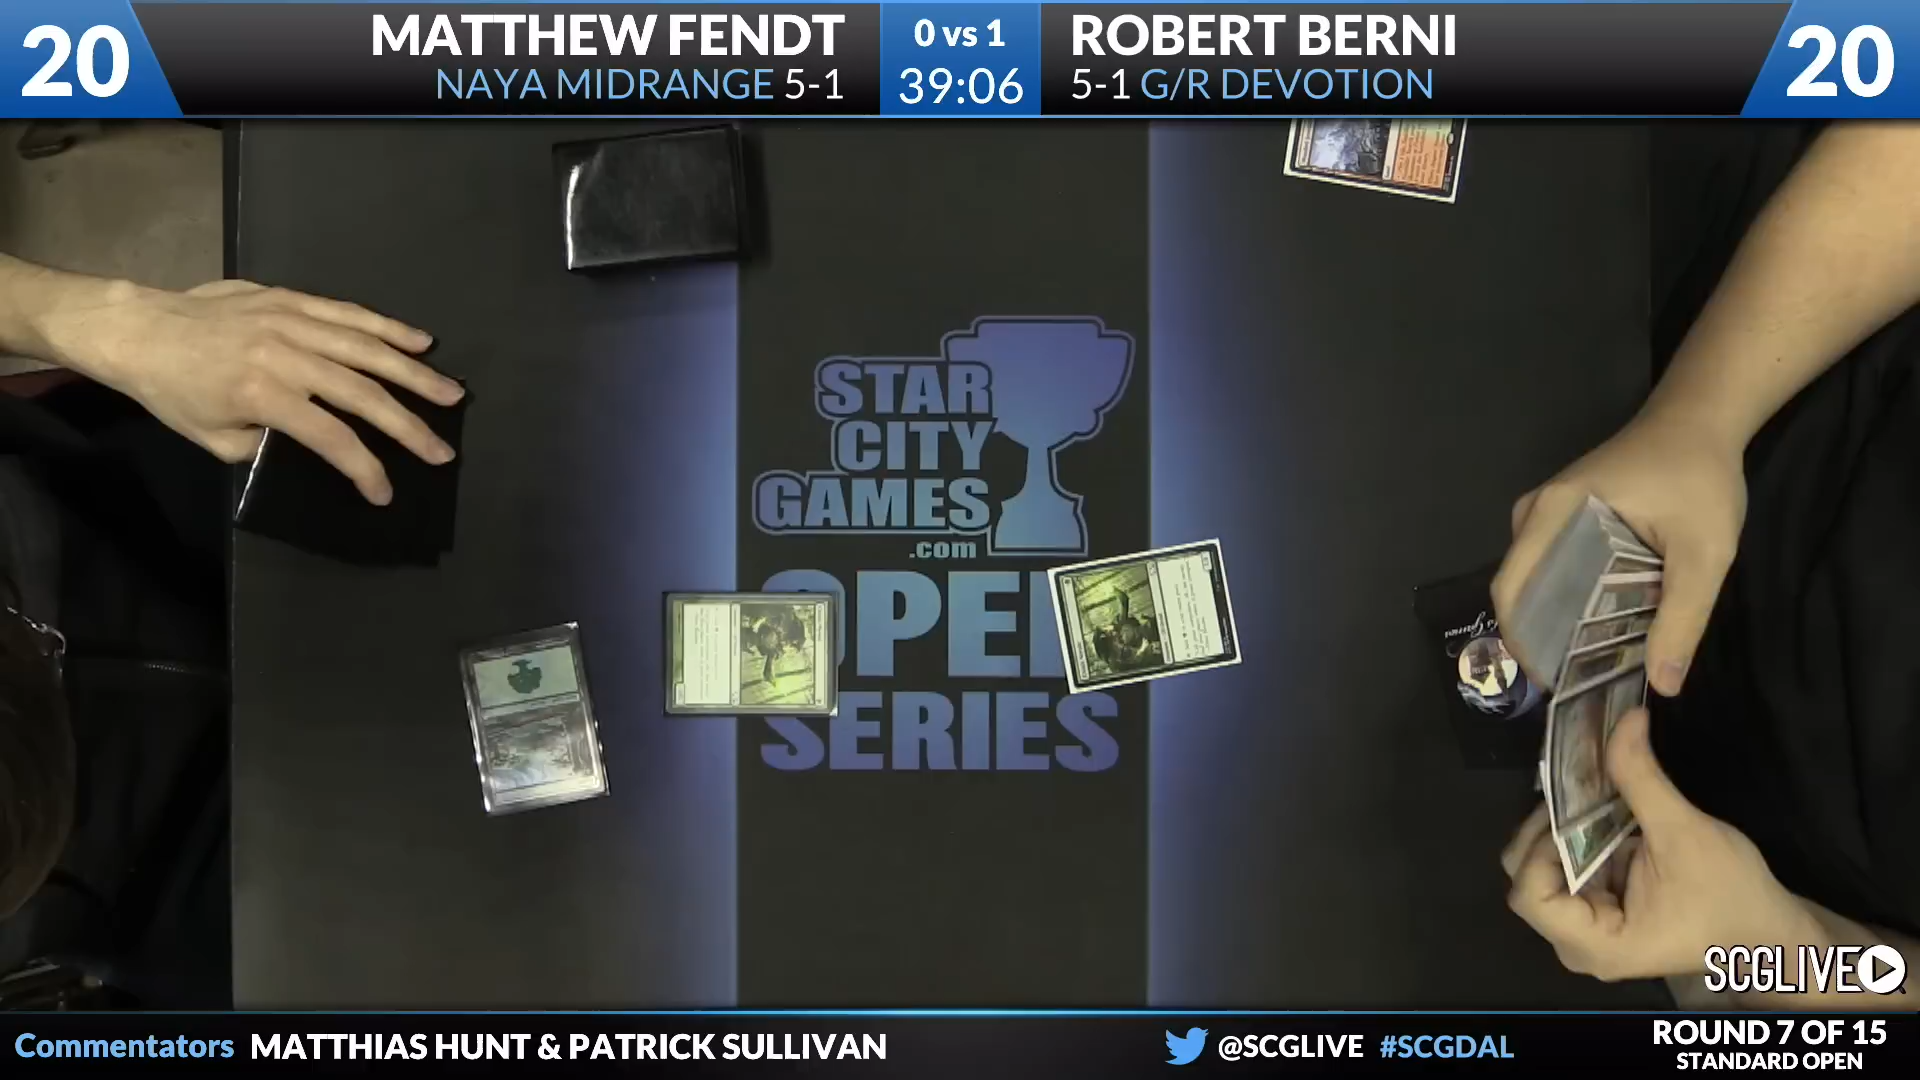 20
MATTHEW FENDT
NAYA MIDRANGE 5-1
0 vs 1
39:06
ROBERT BERNI
5-1 G/R DEVOTION
20
STAR
CITY
GAMES
.com
OPE
SERIES
SCGLIVE
Commentators MATTHIAS HUNT & PATRICK SULLIVAN
@SCGLIVE #SCGDAL
ROUND 7 OF 15
STANDARD OPEN